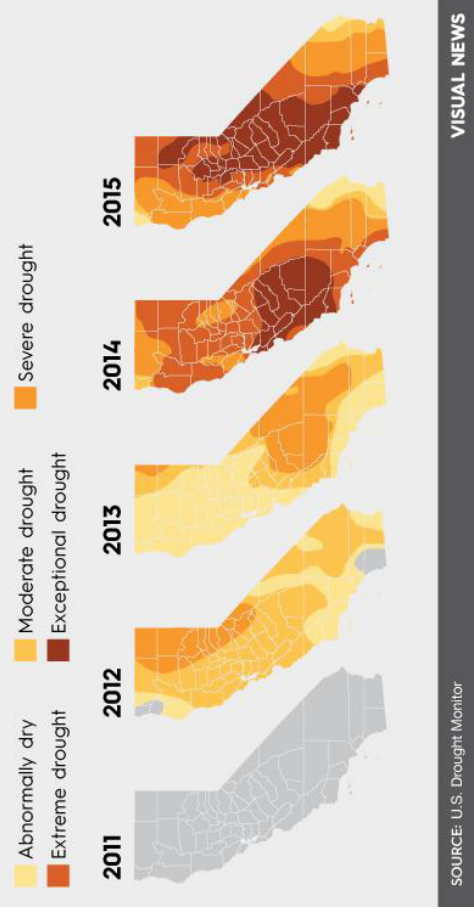 Abnormally dry
Moderate drought
Severe drought
Extreme drought
Exceptional drought
2011
2012
2013
2014
2015
SOURCE: U.S. Drought Monitor
VISUAL NEWS